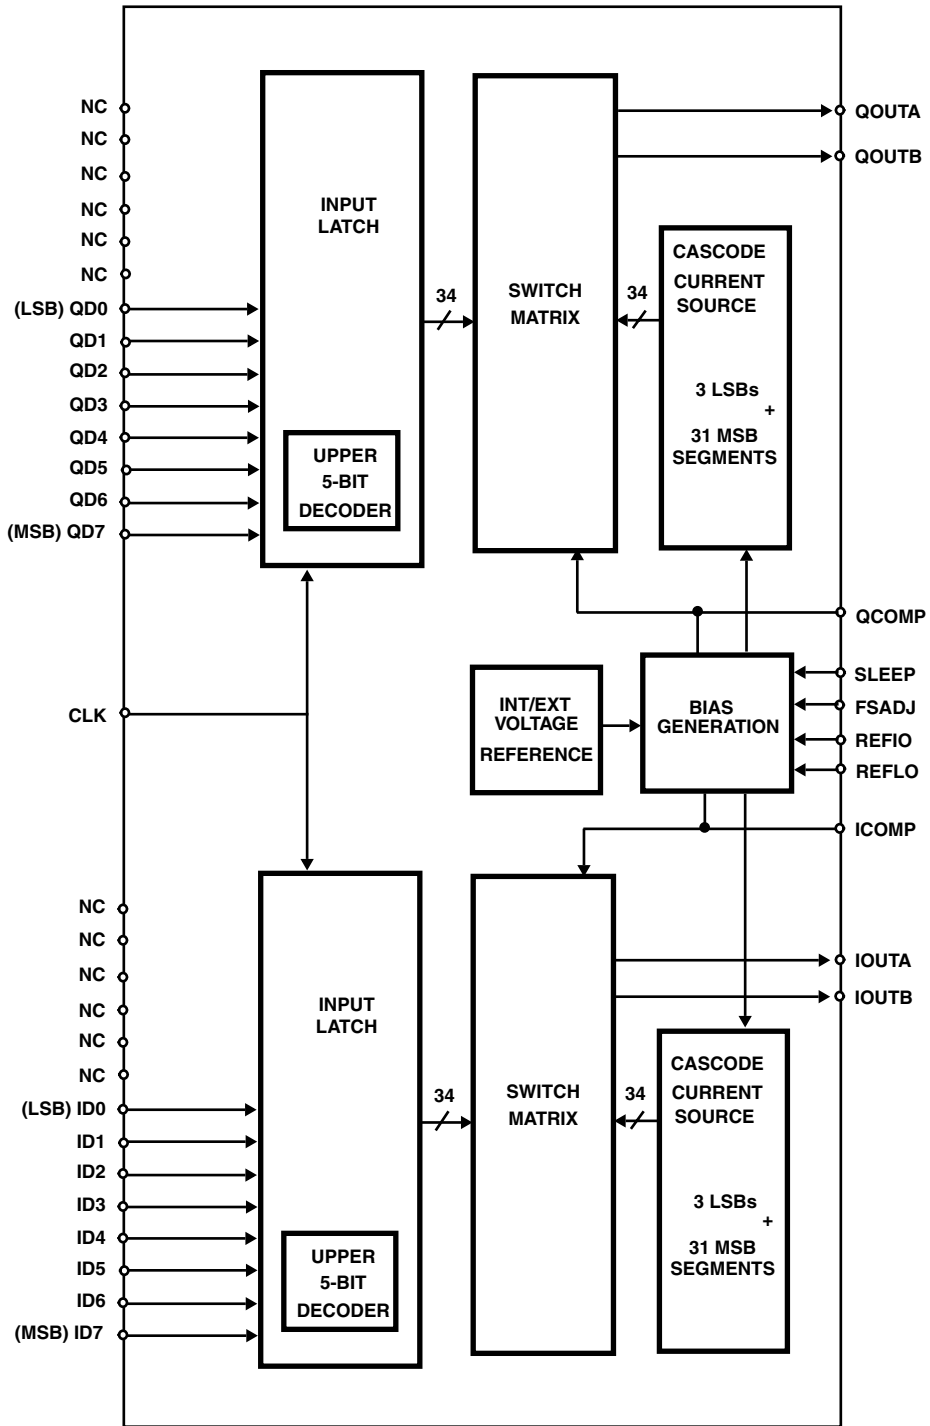 NC
NC
NC
NC
NC
NC
(LSB) QD0
QD1
QD2
QD3
QD4
QD5
QD6
(MSB) QD7
INPUT
LATCH
UPPER
5-BIT
DECODER
34
SWITCH
MATRIX
34
CASCODE
CURRENT
SOURCE
3 LSBs
+
31 MSB
SEGMENTS
QOUTA
QOUTB
QCOMP
CLK
INT/EXT
VOLTAGE
REFERENCE
BIAS
GENERATION
SLEEP
FSADJ
REFIO
REFLO
ICOMP
NC
NC
NC
NC
NC
NC
(LSB) ID0
ID1
ID2
ID3
ID4
ID5
ID6
(MSB) ID7
INPUT
LATCH
UPPER
5-BIT
DECODER
34
SWITCH
MATRIX
34
CASCODE
CURRENT
SOURCE
3 LSBs
+
31 MSB
SEGMENTS
IOUTA
IOUTB